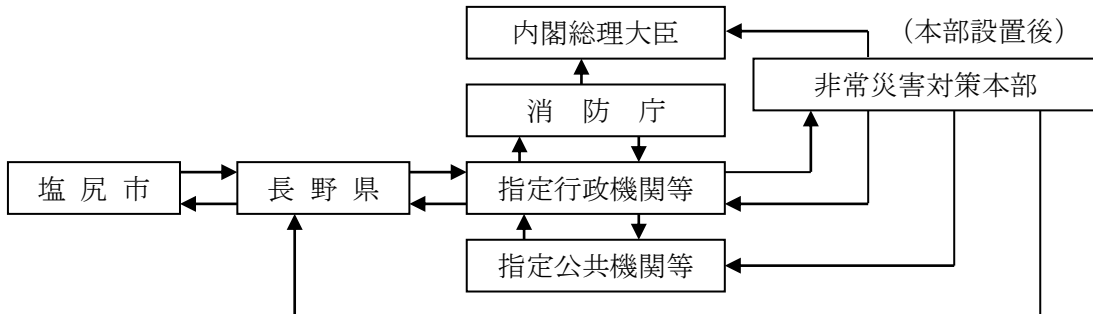 内閣総理大臣
（本部設置後）
非常災害対策本部
消　防　庁
塩 尻 市
長 野 県
指定行政機関等
指定公共機関等